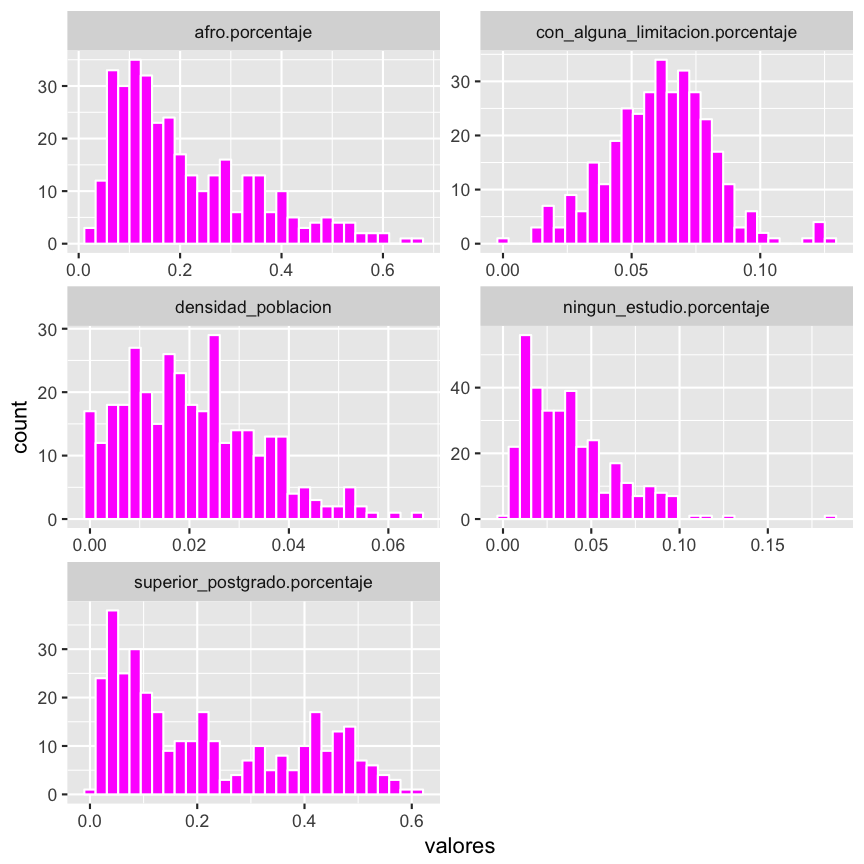 afro.porcentaje
con_alguna_limitacion.porcentaje
30
20
10
0
0.0 0.2 0.4 0.6
30
20
10
0
0.00 0.05 0.10
densidad_poblacion
ningun_estudio.porcentaje
30
20
10
0
0.00 0.02 0.04 0.06
40
20
0
0.00 0.05 0.10 0.15
superior_postgrado.porcentaje
30
20
10
0
0.0 0.2 0.4 0.6
count
valores